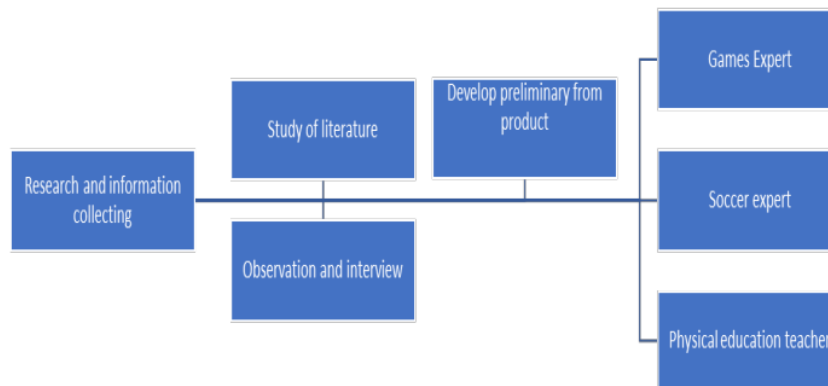 Research and information
collecting
Study of literature
Observation and interview
Develop preliminary from
product
Games Expert
Soccer expert
Physical education teacher